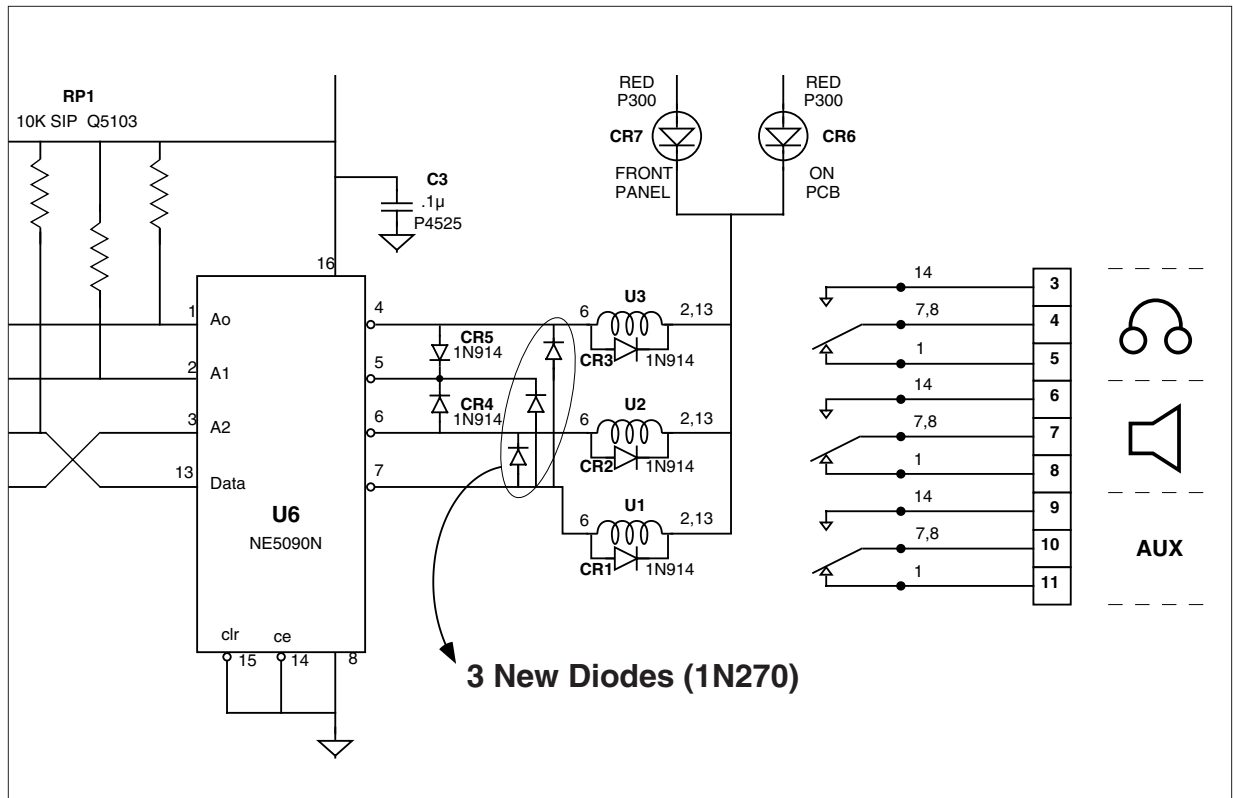 RP1
10K SIP Q5103
RED
P300
CR7
FRONT
PANEL
RED
P300
CR6
ON
PCB
C3
.1µ
P4525
16
1
Ao
2
A1
3
A2
13
Data
U6
NE5090N
clr
ce
15
14
8
4
5
6
7
CR5
1N914
CR4
1N914
U3
6
2,13
CR3
1N914
U2
6
2,13
CR2
1N914
U1
6
2,13
CR1
1N914
3 New Diodes (1N270)
14
3
7,8
4
1
5
14
6
7,8
7
1
8
14
9
7,8
10
AUX
1
11